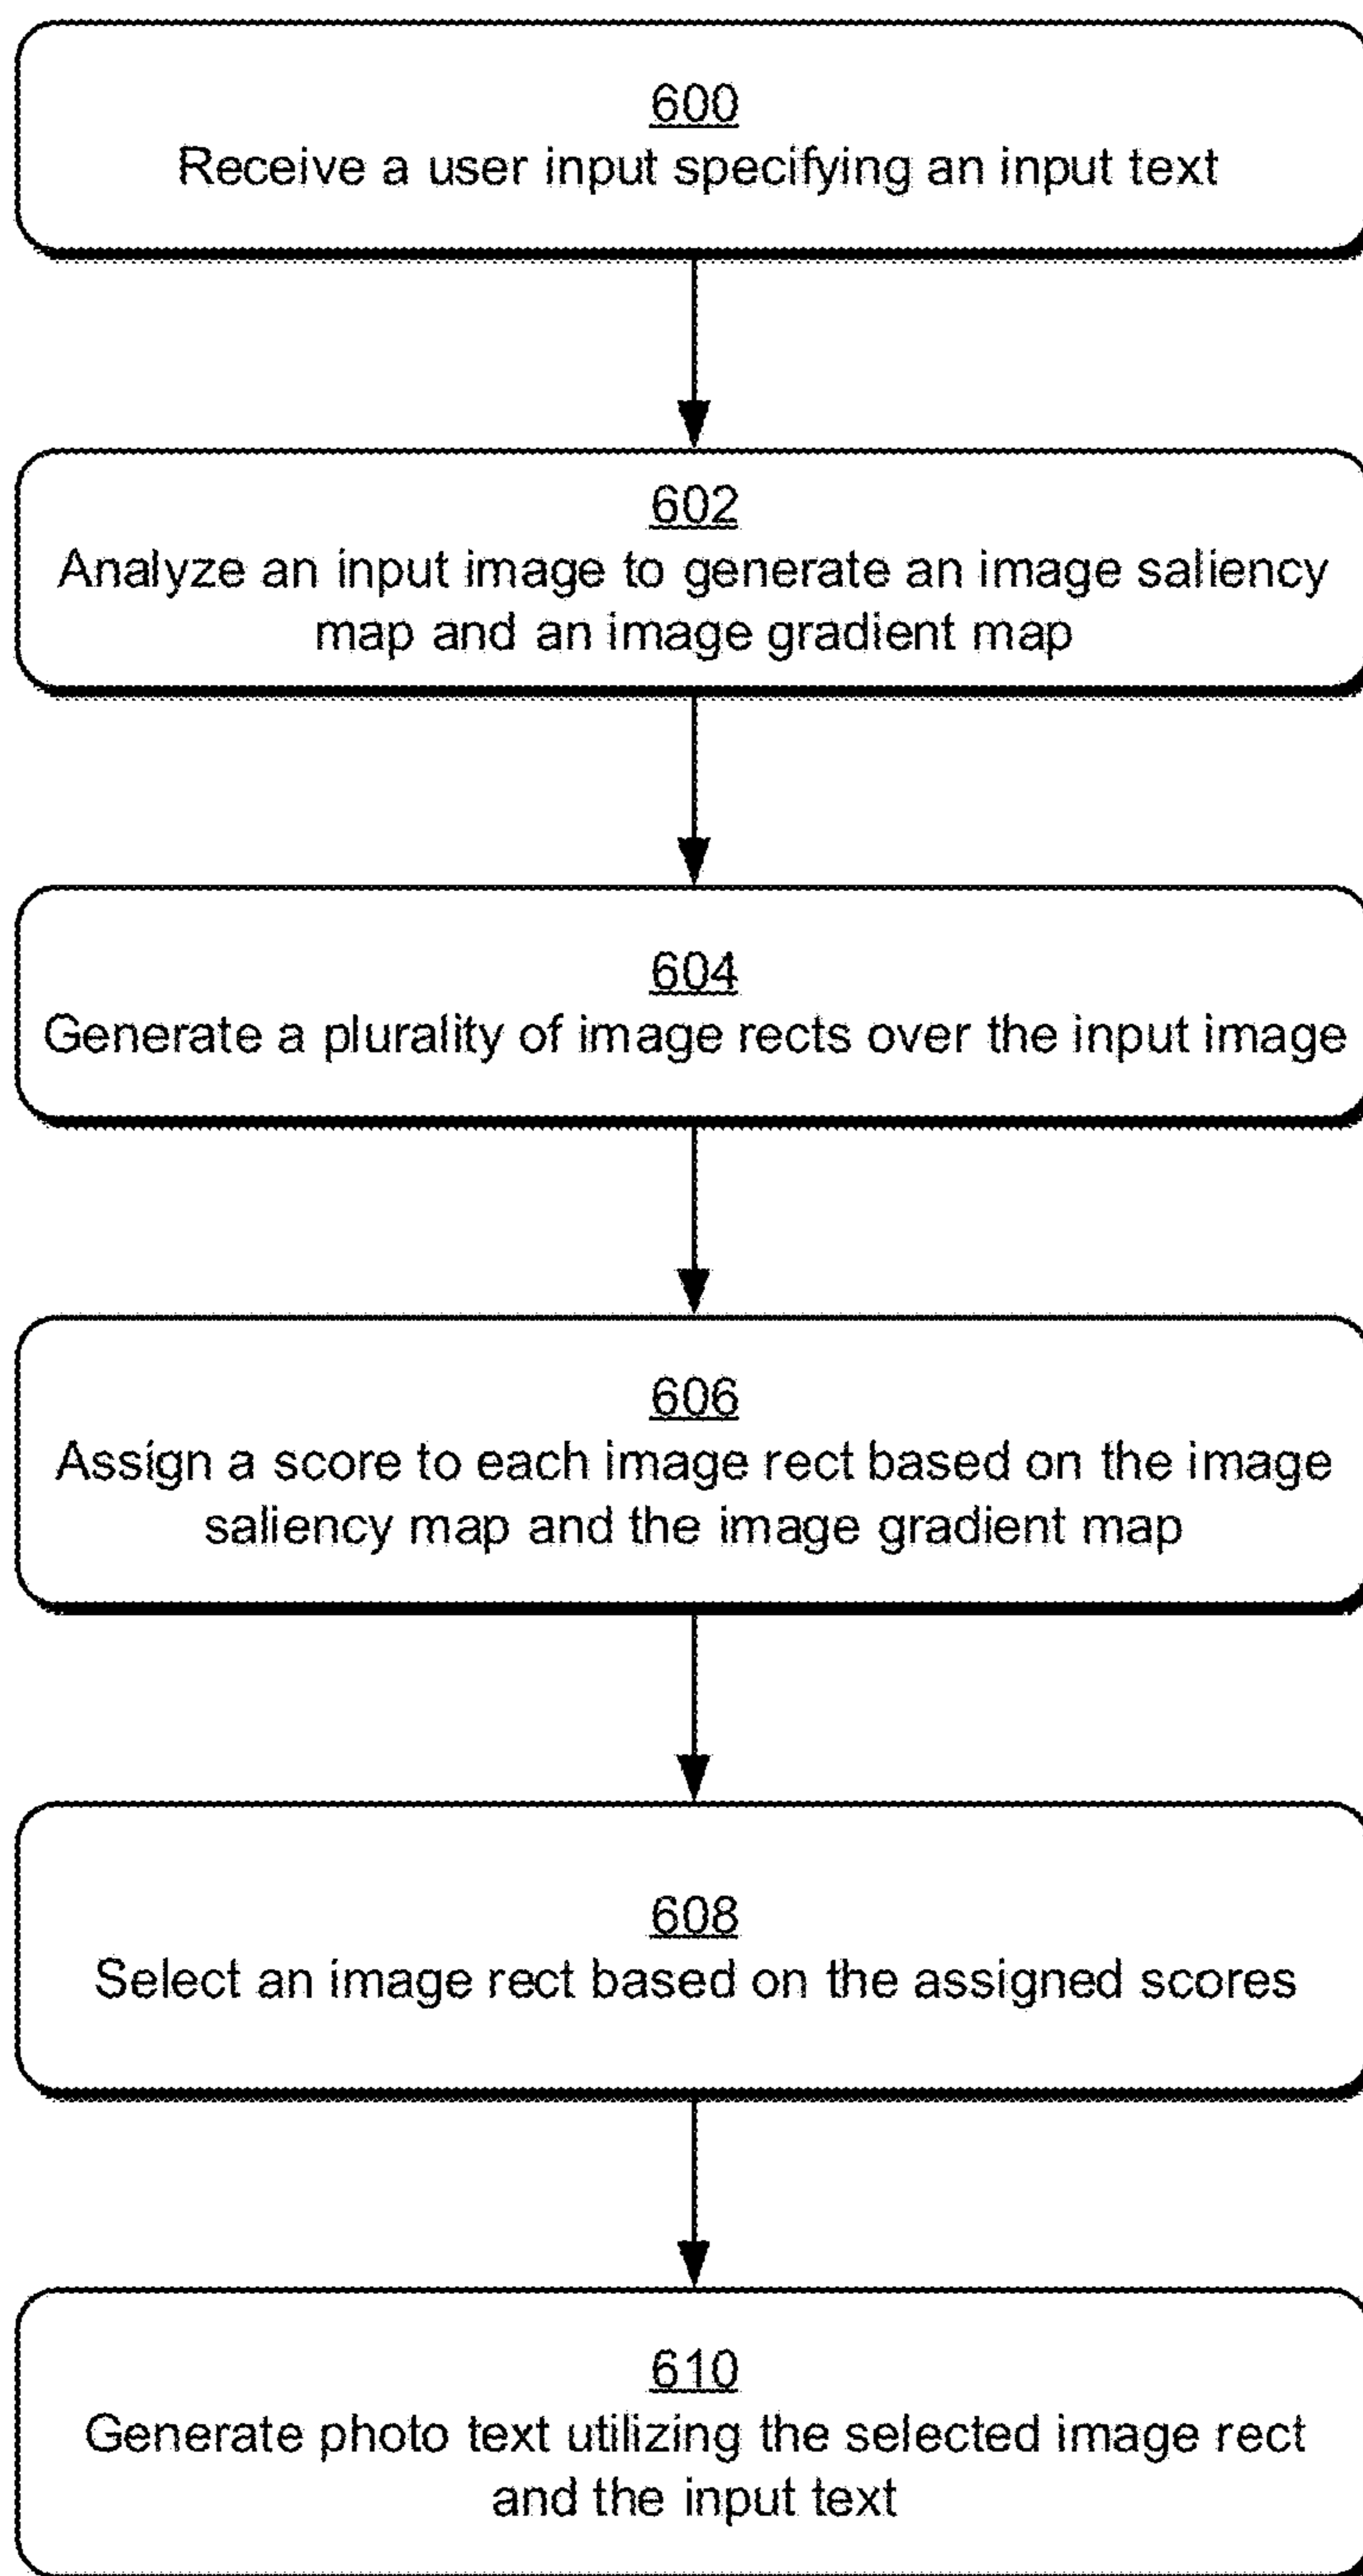 600
Receive a user input specifying an input text
602
Analyze an input image to generate an image saliency
map and an image gradient map
604
Generate a plurality of image rects over the input image
606
Assign a score to each image rect based on the image
saliency map and the image gradient map
608
Select an image rect based on the assigned scores
610
Generate photo text utilizing the selected image rect
and the input text